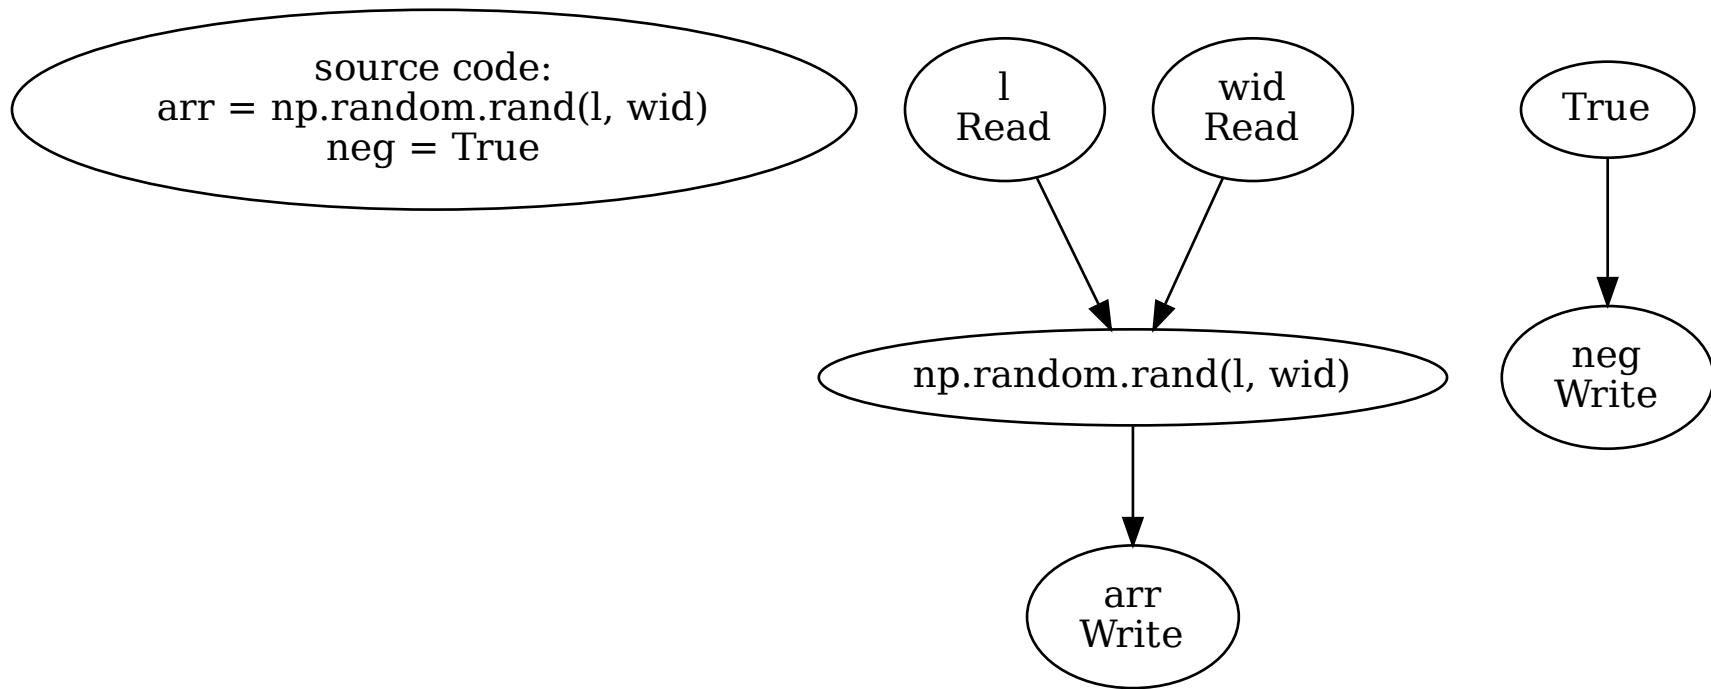 source code:
arr = np.random.rand(l, wid)
neg = True
l
Read
wid
Read
True
np.random.rand(l, wid)
neg
Write
arr
Write